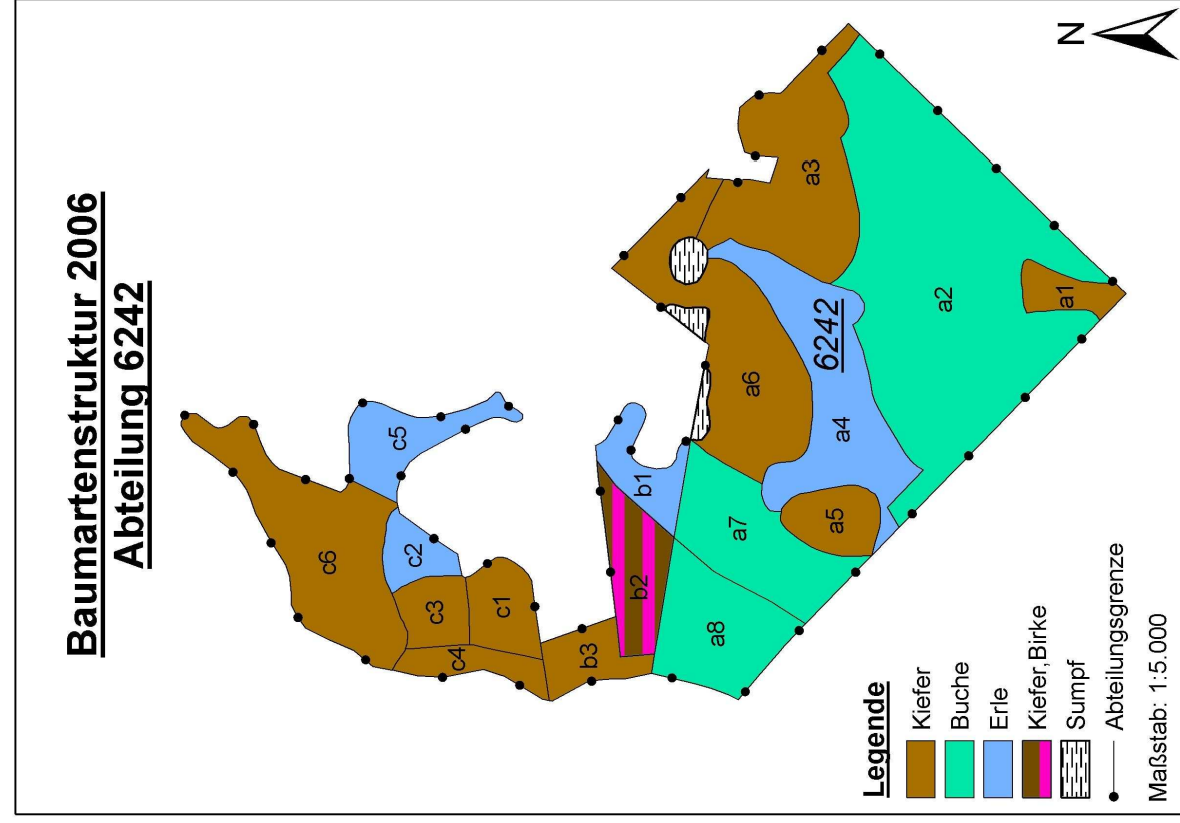 Baumartenstruktur 2006
Abteilung 6242
N
c6
c5
c2
c3
c4
c1
b3
b2
b1
a8
a7
a6
a3
6242
a4
a5
a2
a1
Legende
Kiefer
Buche
Erle
Kiefer,Birke
Sumpf
Abteilungsgrenze
Maßstab: 1:5.000